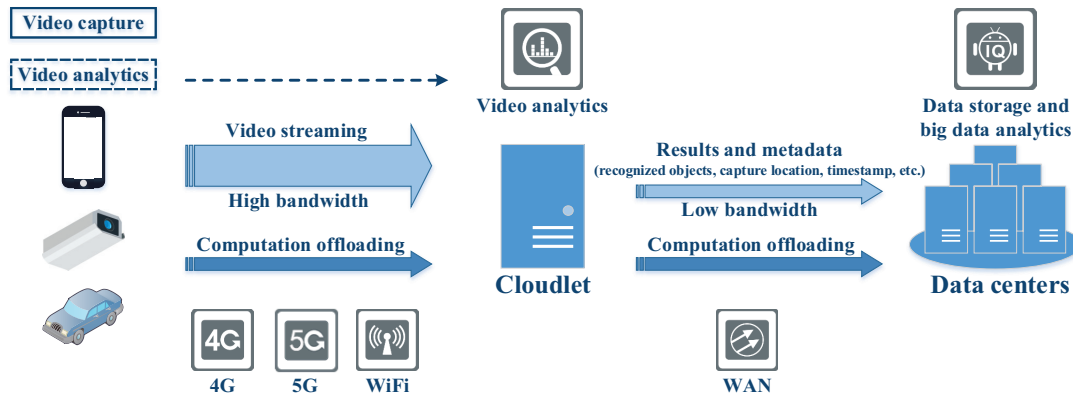 Video capture
Video analytics
Video analytics
Data storage and
big data analytics
IQ
Video streaming
High bandwidth
Results and metadata
(recognized objects, capture location, timestamp, etc.)
Low bandwidth
Computation offloading
Computation offloading
Cloudlet
Data centers
4G
5G
4G
5G
WiFi
WAN